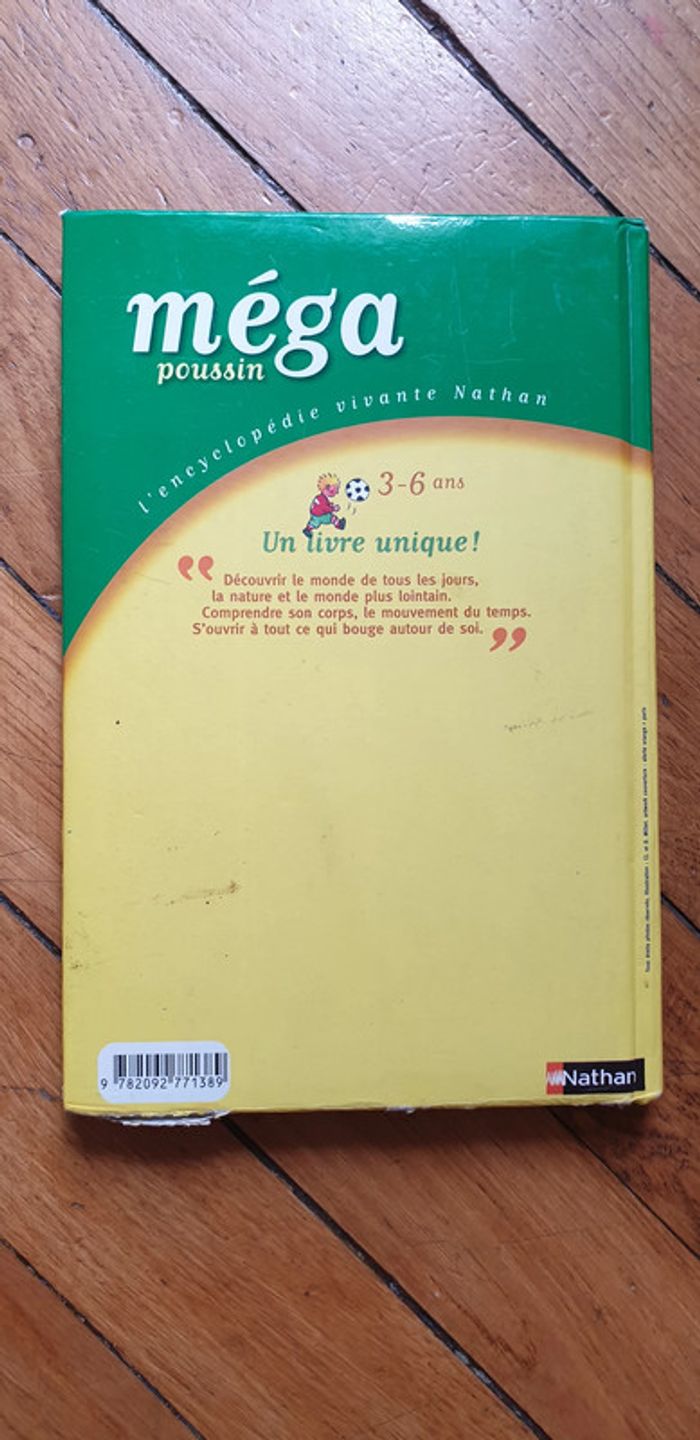 méga
poussin
l'encyclopédie vivante Nathan
3-6 ans
Un livre unique!
“ Découvrir le monde de tous les jours,
la nature et le monde plus lointain.
Comprendre son corps, le mouvement du temps.
S'ouvrir à tout ce qui bouge autour de soi. ”
9 782092 771389
Nathan